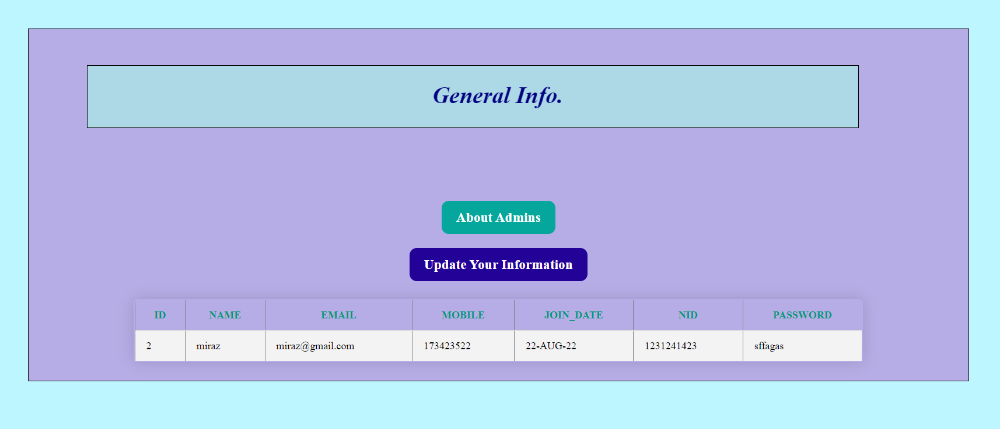 General Info.
About Admins
Update Your Information
ID NAME EMAIL MOBILE JOIN_DATE NID PASSWORD
2 miraz miraz@gmail.com 173423522 22-AUG-22 1231241423 sffagas